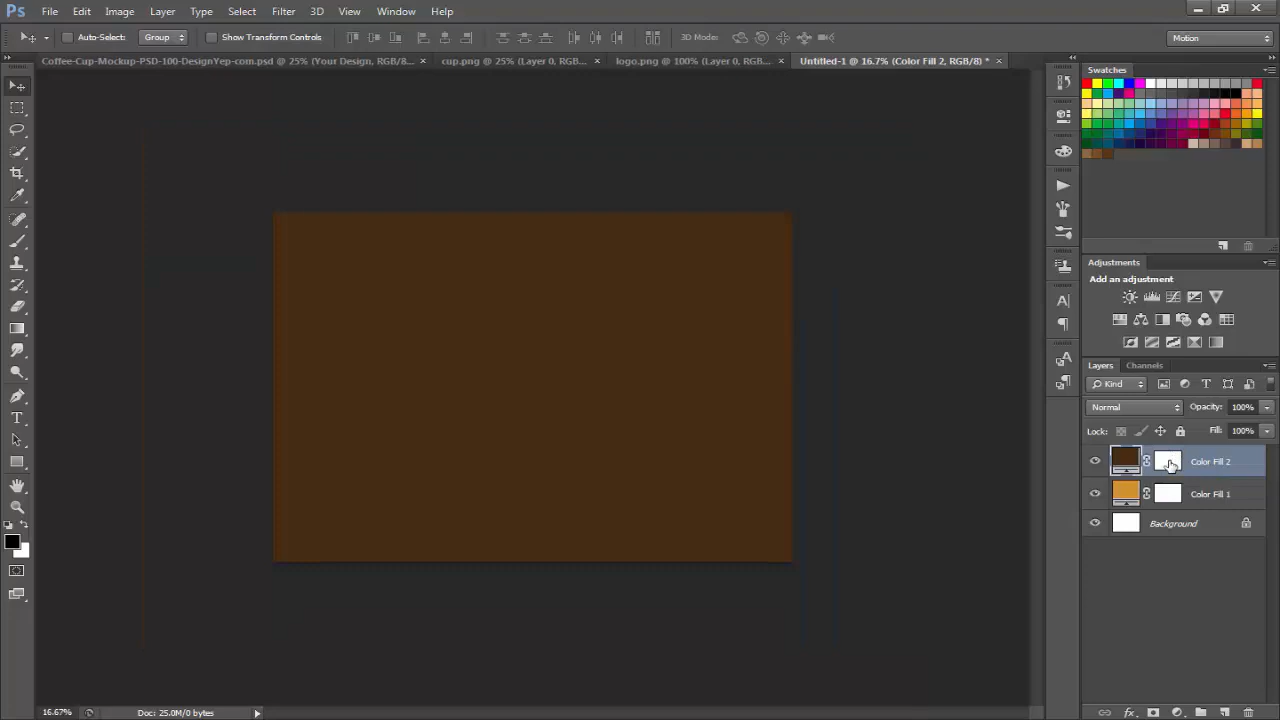 Ps File Edit Image Layer Type Select Filter 3D View Window Help
Auto-Select: Group Show Transform Controls 3D Mode: Motion
Coffee-Cup-Mockup-PSD-100-DesignYep-com.psd @ 25% (Your Design, RGB/8... × cup.png @ 25% (Layer 0, RGB/8... × logo.png @ 100% (Layer 0, RGB/8... × Untitled-1 @ 16.7% (Color Fill 2, RGB/8) * ×
Swatches
Adjustments
Add an adjustment
Layers Channels
Kind
Normal Opacity: 100%
Lock: Fill: 100%
Color Fill 2
Color Fill 1
Background
16.67% Doc: 25.0M/0 bytes